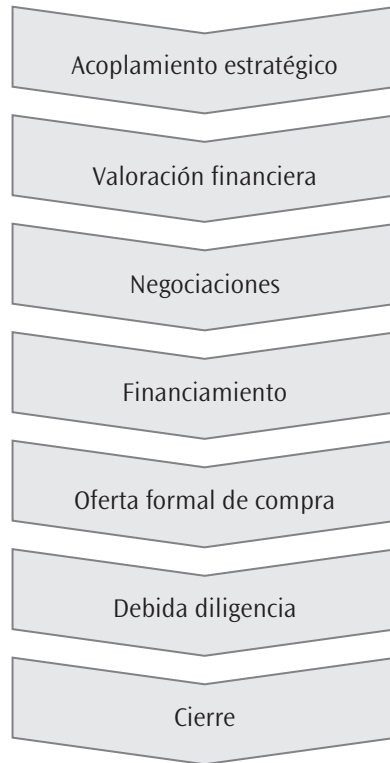 Acoplamiento estratégico
Valoración financiera
Negociaciones
Financiamiento
Oferta formal de compra
Debida diligencia
Cierre